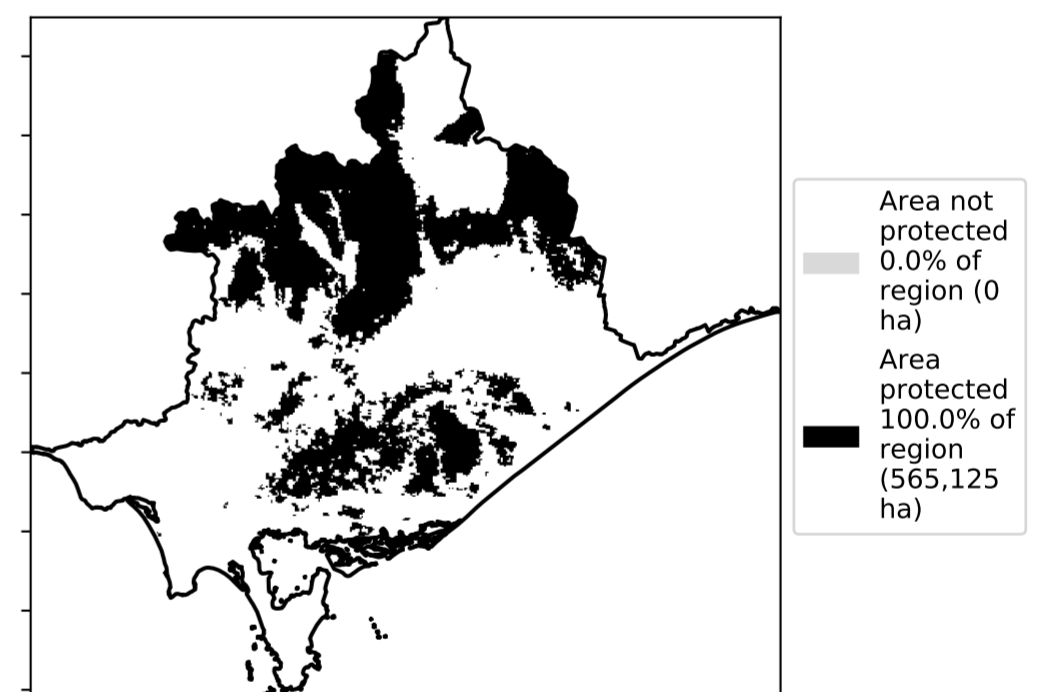 Area not
protected
0.0% of
region (0
ha)
Area
protected
100.0% of
region
(565,125
ha)